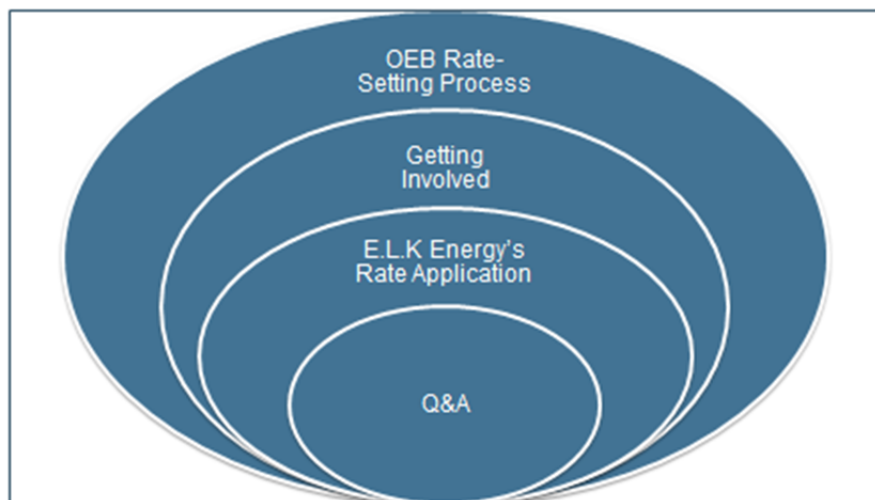 OEB Rate-
Setting Process
Getting
Involved
E.L.K Energy's
Rate Application
Q&A